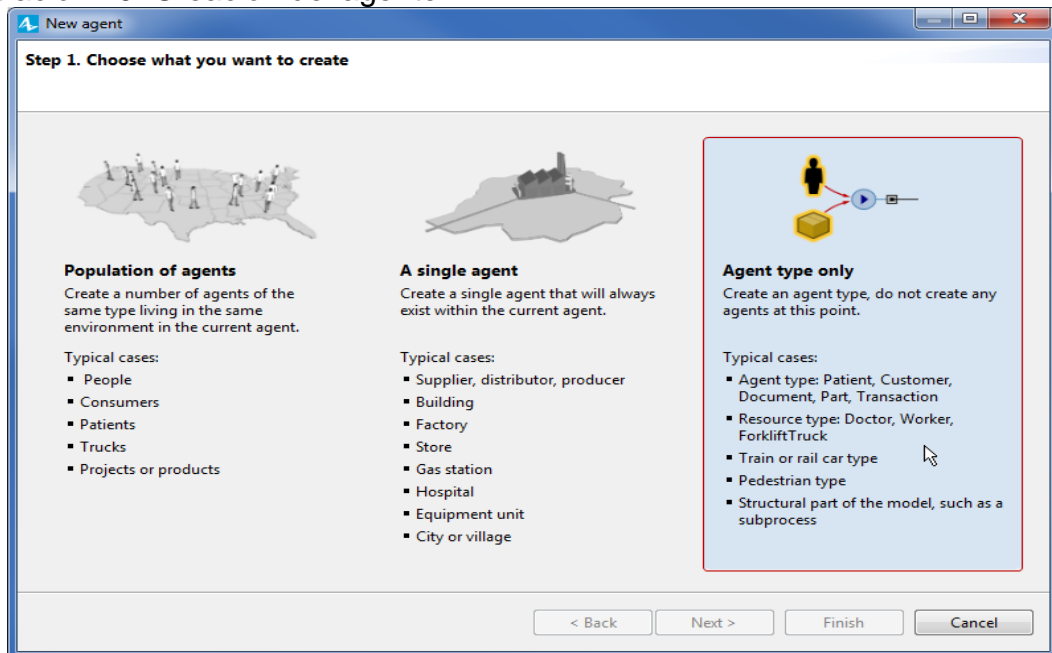 New agent
Step 1. Choose what you want to create
Population of agents
Create a number of agents of the
same type living in the same
environment in the current agent.
Typical cases:
▪ People
▪ Consumers
▪ Patients
▪ Trucks
▪ Projects or products
A single agent
Create a single agent that will always
exist within the current agent.
Typical cases:
▪ Supplier, distributor, producer
▪ Building
▪ Factory
▪ Store
▪ Gas station
▪ Hospital
▪ Equipment unit
▪ City or village
Agent type only
Create an agent type, do not create any
agents at this point.
Typical cases:
▪ Agent type: Patient, Customer,
Document, Part, Transaction
▪ Resource type: Doctor, Worker,
ForkliftTruck
▪ Train or rail car type
▪ Pedestrian type
▪ Structural part of the model, such as a
subprocess
< Back
Next >
Finish
Cancel